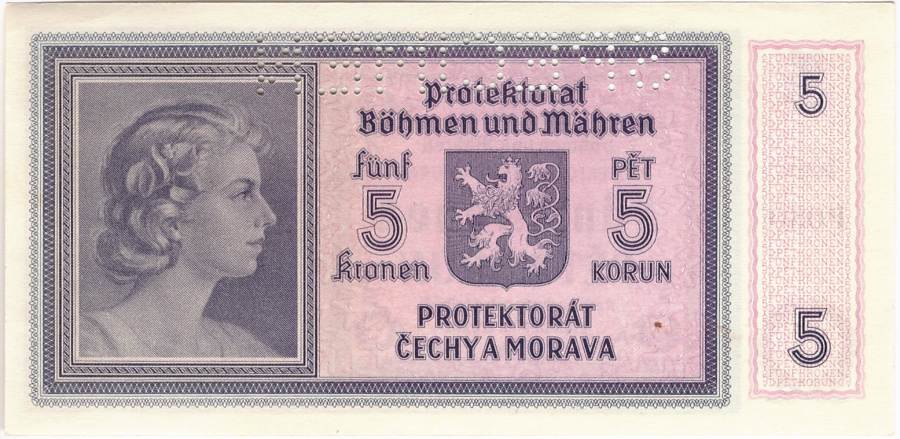 Protektorat
Böhmen und Mähren
fünf
5
Kronen
PĚT
5
KORUN
PROTEKTORÁT
ČECHY A MORAVA
5
5